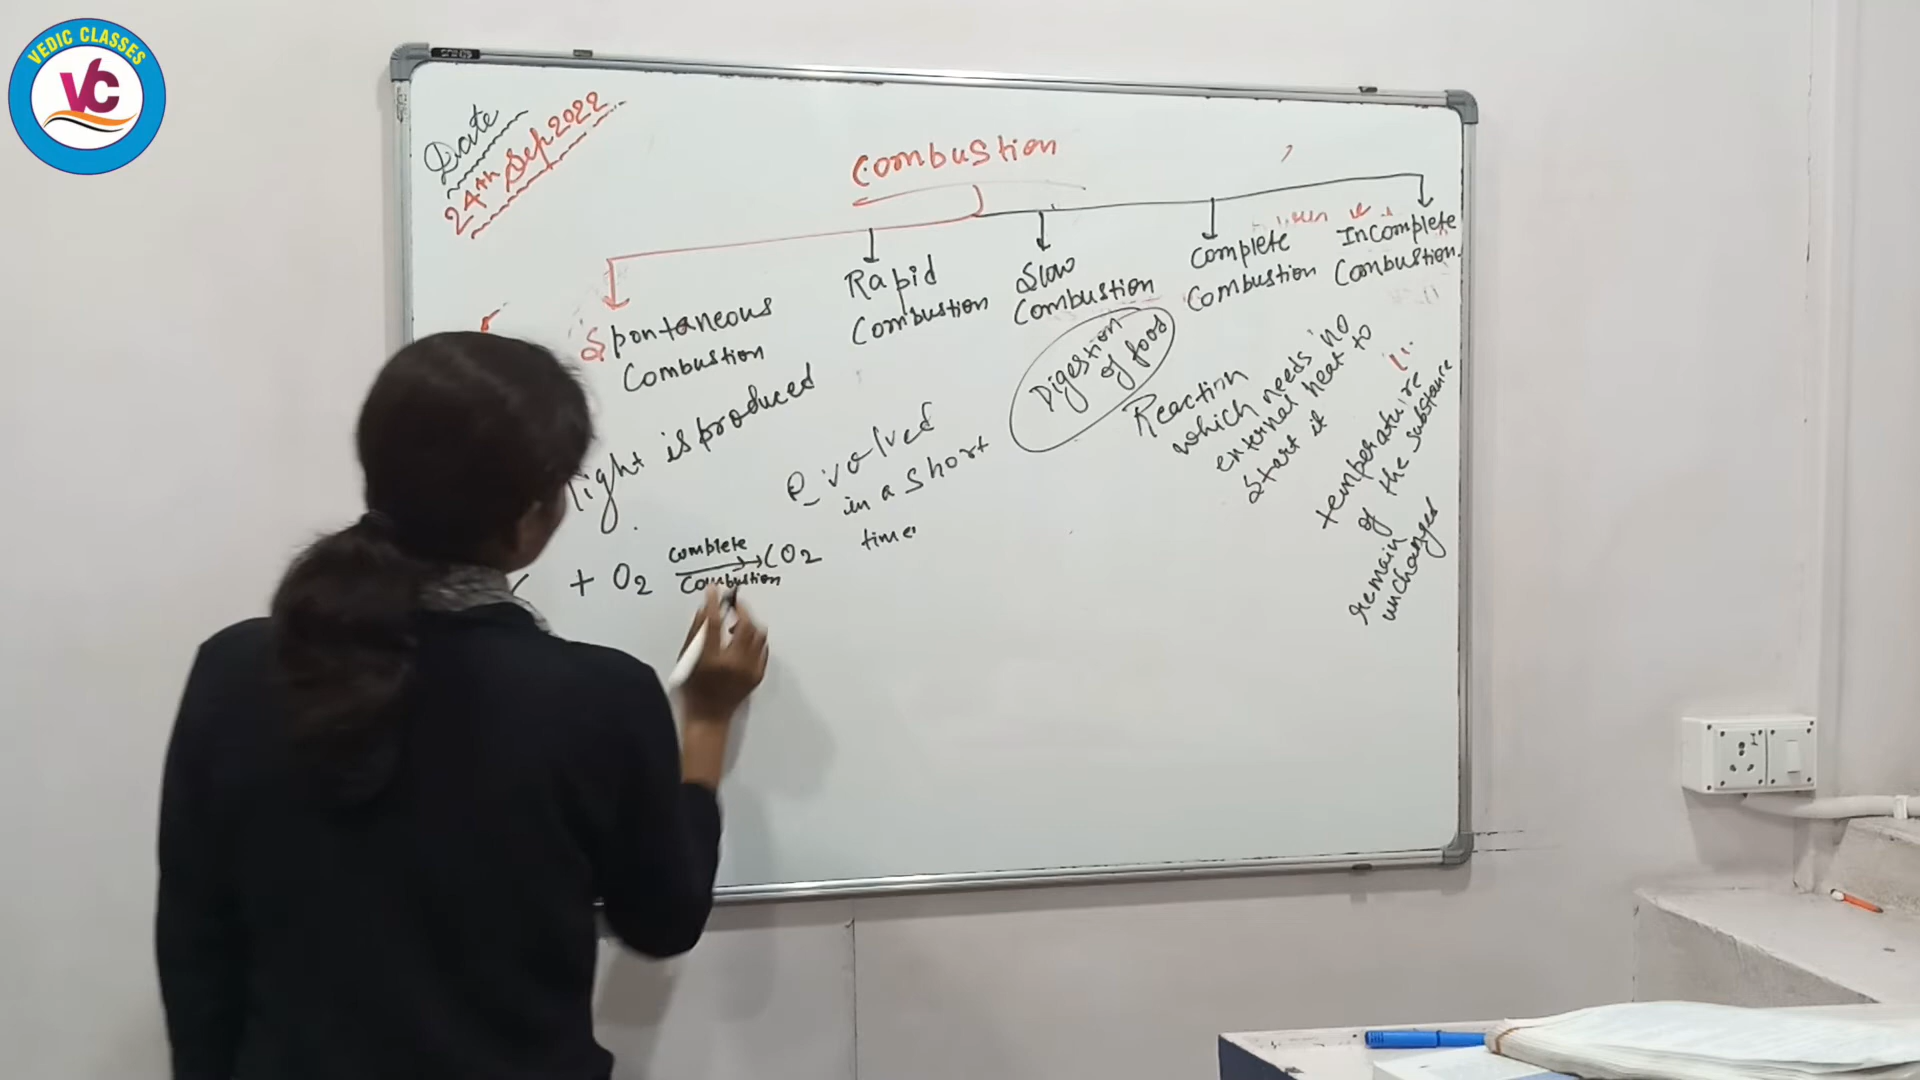 VEDIC CLASSES
VC
Date
24th Sep 2022
Combustion
Spontaneous
Combustion
Rapid
Combustion
Slow
Combustion
Complete
Combustion
Incomplete
Combustion.
light is produced
evolved
in a short
time
Digestion
of food
Reaction
which needs no
external heat to
start it
temperature
of the substance
remain
unchanged
+ O2 complete CO2
Combustion